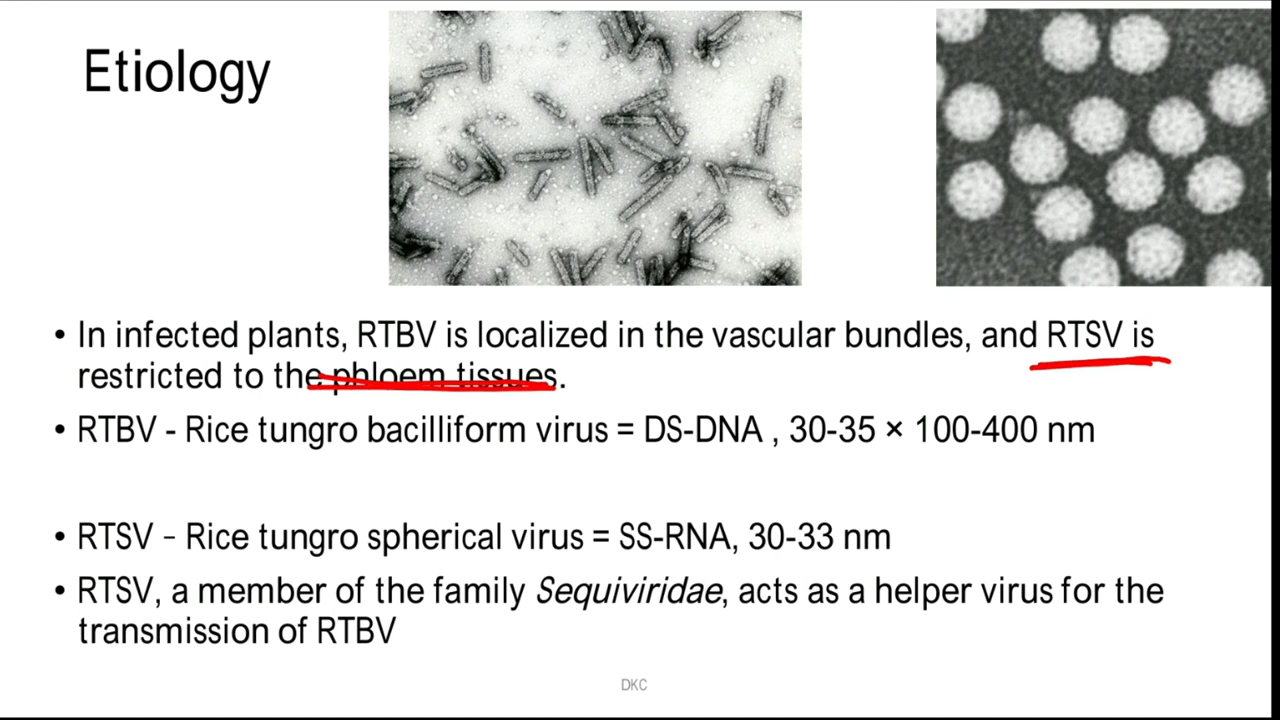 Etiology
• In infected plants, RTBV is localized in the vascular bundles, and RTSV is
restricted to the phloem tissues.
• RTBV - Rice tungro bacilliform virus = DS-DNA , 30-35 × 100-400 nm
• RTSV – Rice tungro spherical virus = SS-RNA, 30-33 nm
• RTSV, a member of the family Sequiviridae, acts as a helper virus for the
transmission of RTBV
DKC